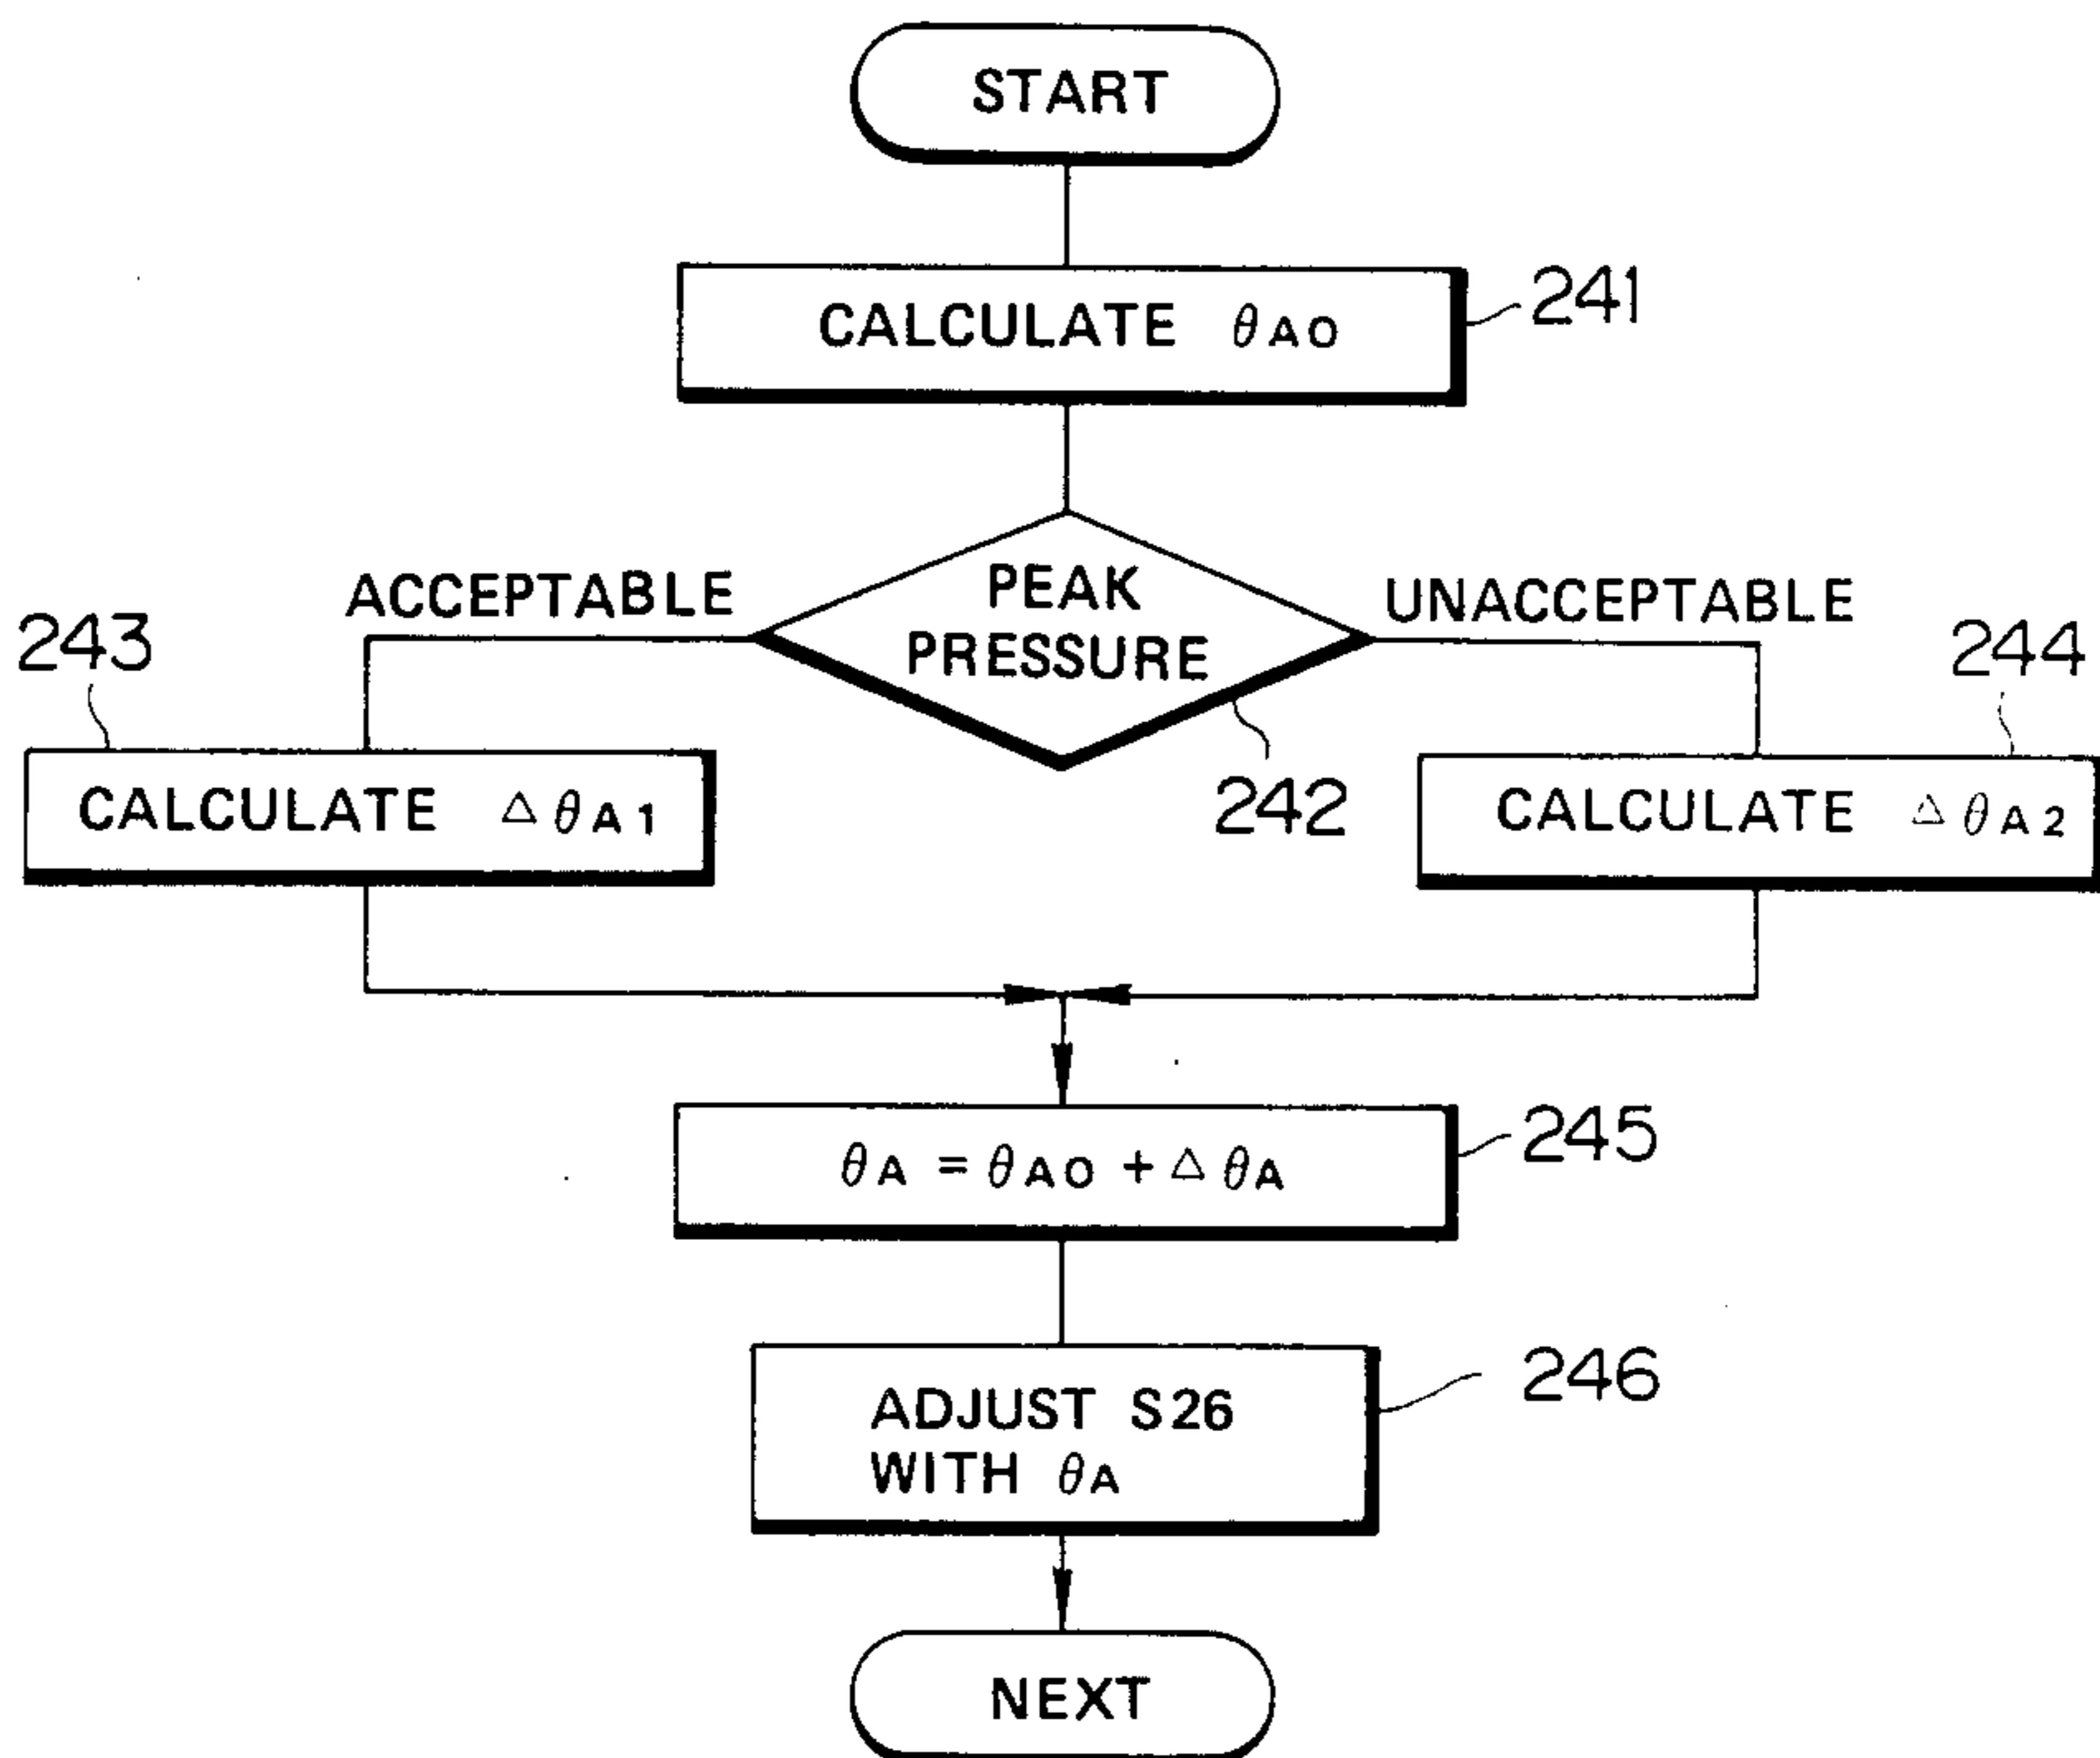 START
CALCULATE θAO
241
PEAK
PRESSURE
ACCEPTABLE
UNACCEPTABLE
242
243
CALCULATE △θA1
244
CALCULATE △θA2
θA = θAO + △θA
245
ADJUST S26
WITH θA
246
NEXT